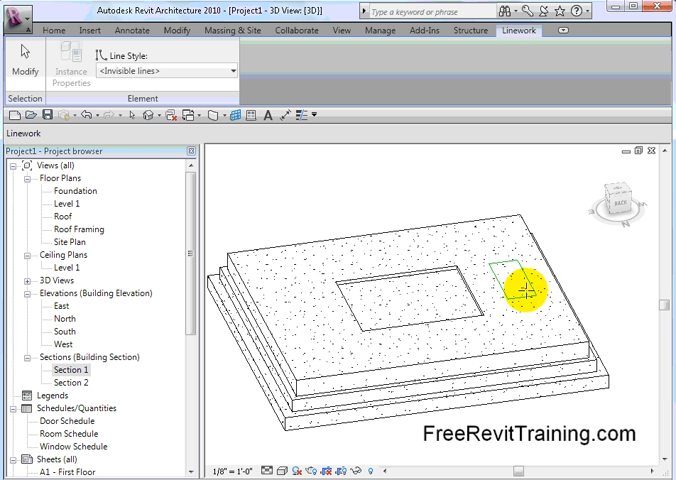 Autodesk Revit Architecture 2010 - [Project1 - 3D View: {3D}]
Type a keyword or phrase
Home Insert Annotate Modify Massing & Site Collaborate View Manage Add-Ins Structure Linework
Modify
Instance Properties
Line Style:
<Invisible lines>
Selection
Element
Linework
Project1 - Project browser
Views (all)
Floor Plans
Foundation
Level 1
Roof
Roof Framing
Site Plan
Ceiling Plans
Level 1
3D Views
Elevations (Building Elevation)
East
North
South
West
Sections (Building Section)
Section 1
Section 2
Legends
Schedules/Quantities
Door Schedule
Room Schedule
Window Schedule
Sheets (all)
A1 - First Floor
BACK
FreeRevitTraining.com
1/8" = 1'-0"